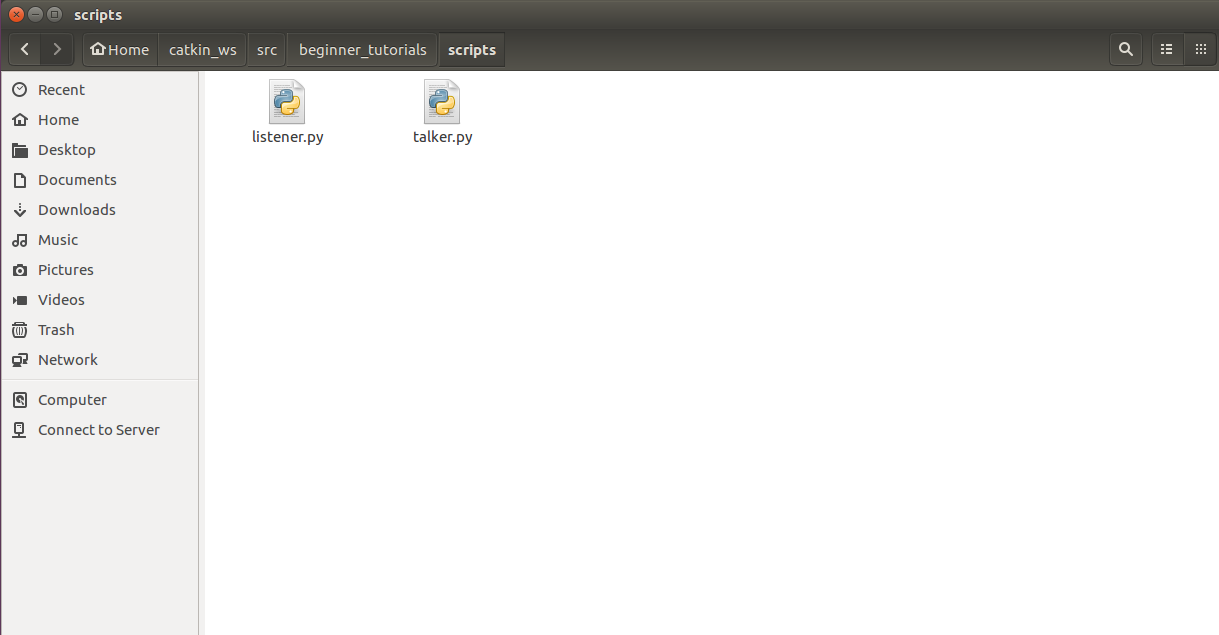 scripts
Home catkin_ws src beginner_tutorials scripts
Recent
Home
Desktop
Documents
Downloads
Music
Pictures
Videos
Trash
Network
Computer
Connect to Server
listener.py talker.py